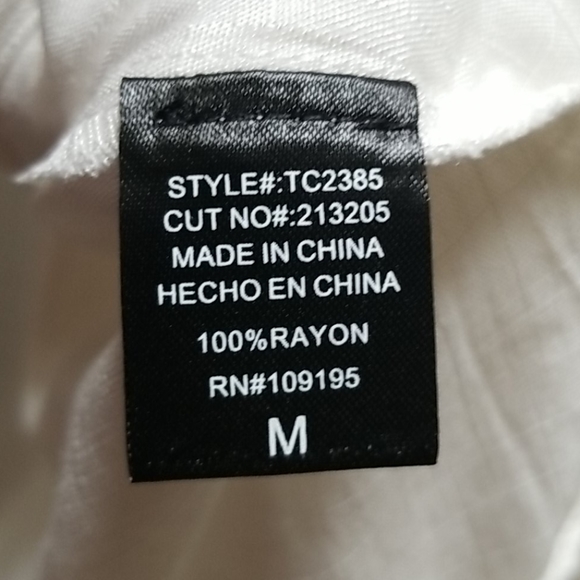 STYLE#:TC2385
CUT NO#:213205
MADE IN CHINA
HECHO EN CHINA
100%RAYON
RN#109195
M